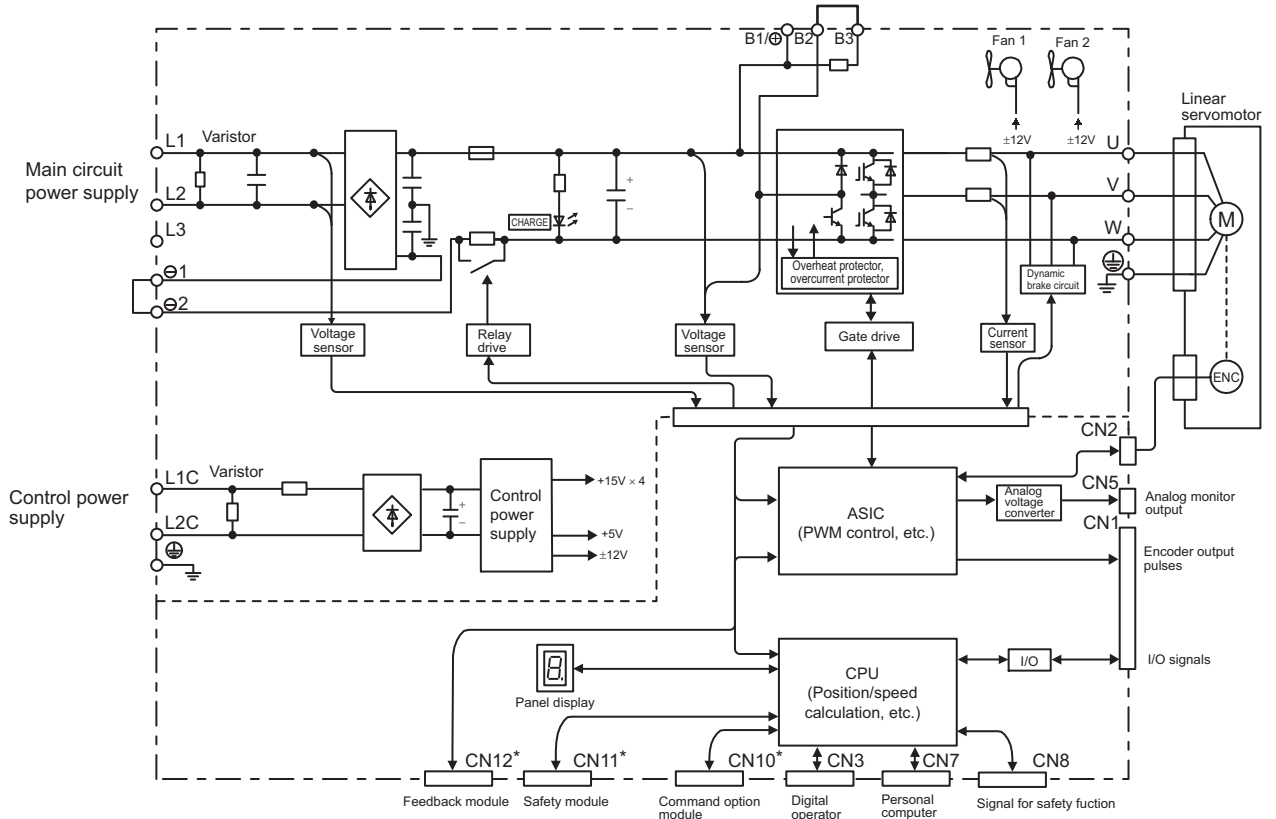 B1/⊕
B2
B3
Fan 1
Fan 2
±12V
±12V
Linear
servomotor
Main circuit
power supply
L1
Varistor
L2
L3
⊖1
⊖2
+
–
CHARGE
Overheat protector,
overcurrent protector
U
V
W
M
Dynamic
brake circuit
Voltage
sensor
Relay
drive
Voltage
sensor
Gate drive
Current
sensor
ENC
Control power
supply
L1C
Varistor
L2C
+
–
Control
power
supply
+15V × 4
+5V
±12V
ASIC
(PWM control, etc.)
Analog
voltage
converter
CN2
CN5
Analog monitor
output
CN1
Encoder output
pulses
8.
Panel display
CPU
(Position/speed
calculation, etc.)
I/O
I/O signals
CN12*
CN11*
CN10*
CN3
CN7
CN8
Feedback module
Safety module
Command option
module
Digital
operator
Personal
computer
Signal for safety fuction